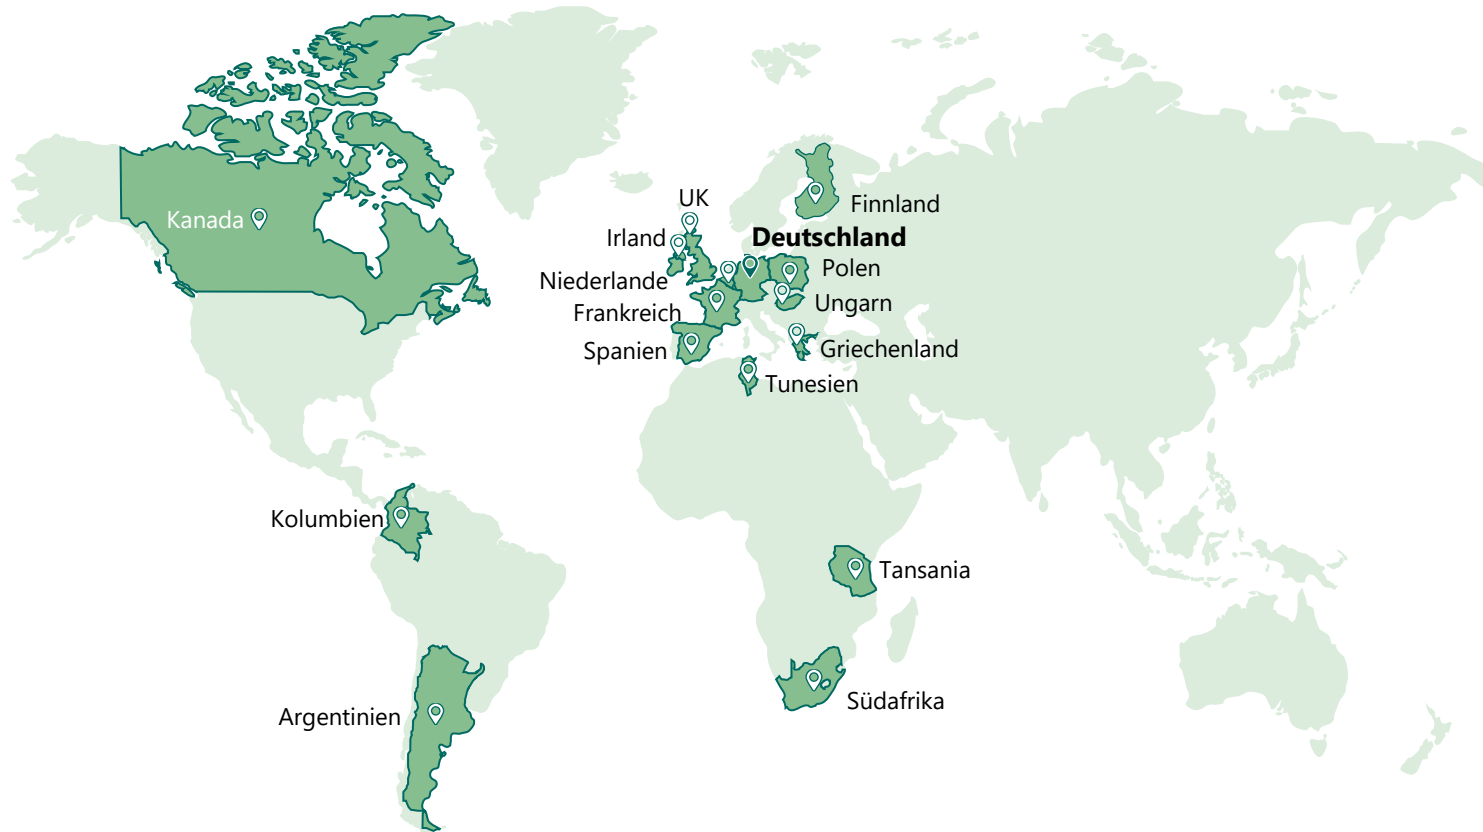 UK
Finnland
Kanada
Irland
Deutschland
Niederlande
Polen
Frankreich
Ungarn
Spanien
Griechenland
Tunesien
Kolumbien
Tansania
Argentinien
Südafrika